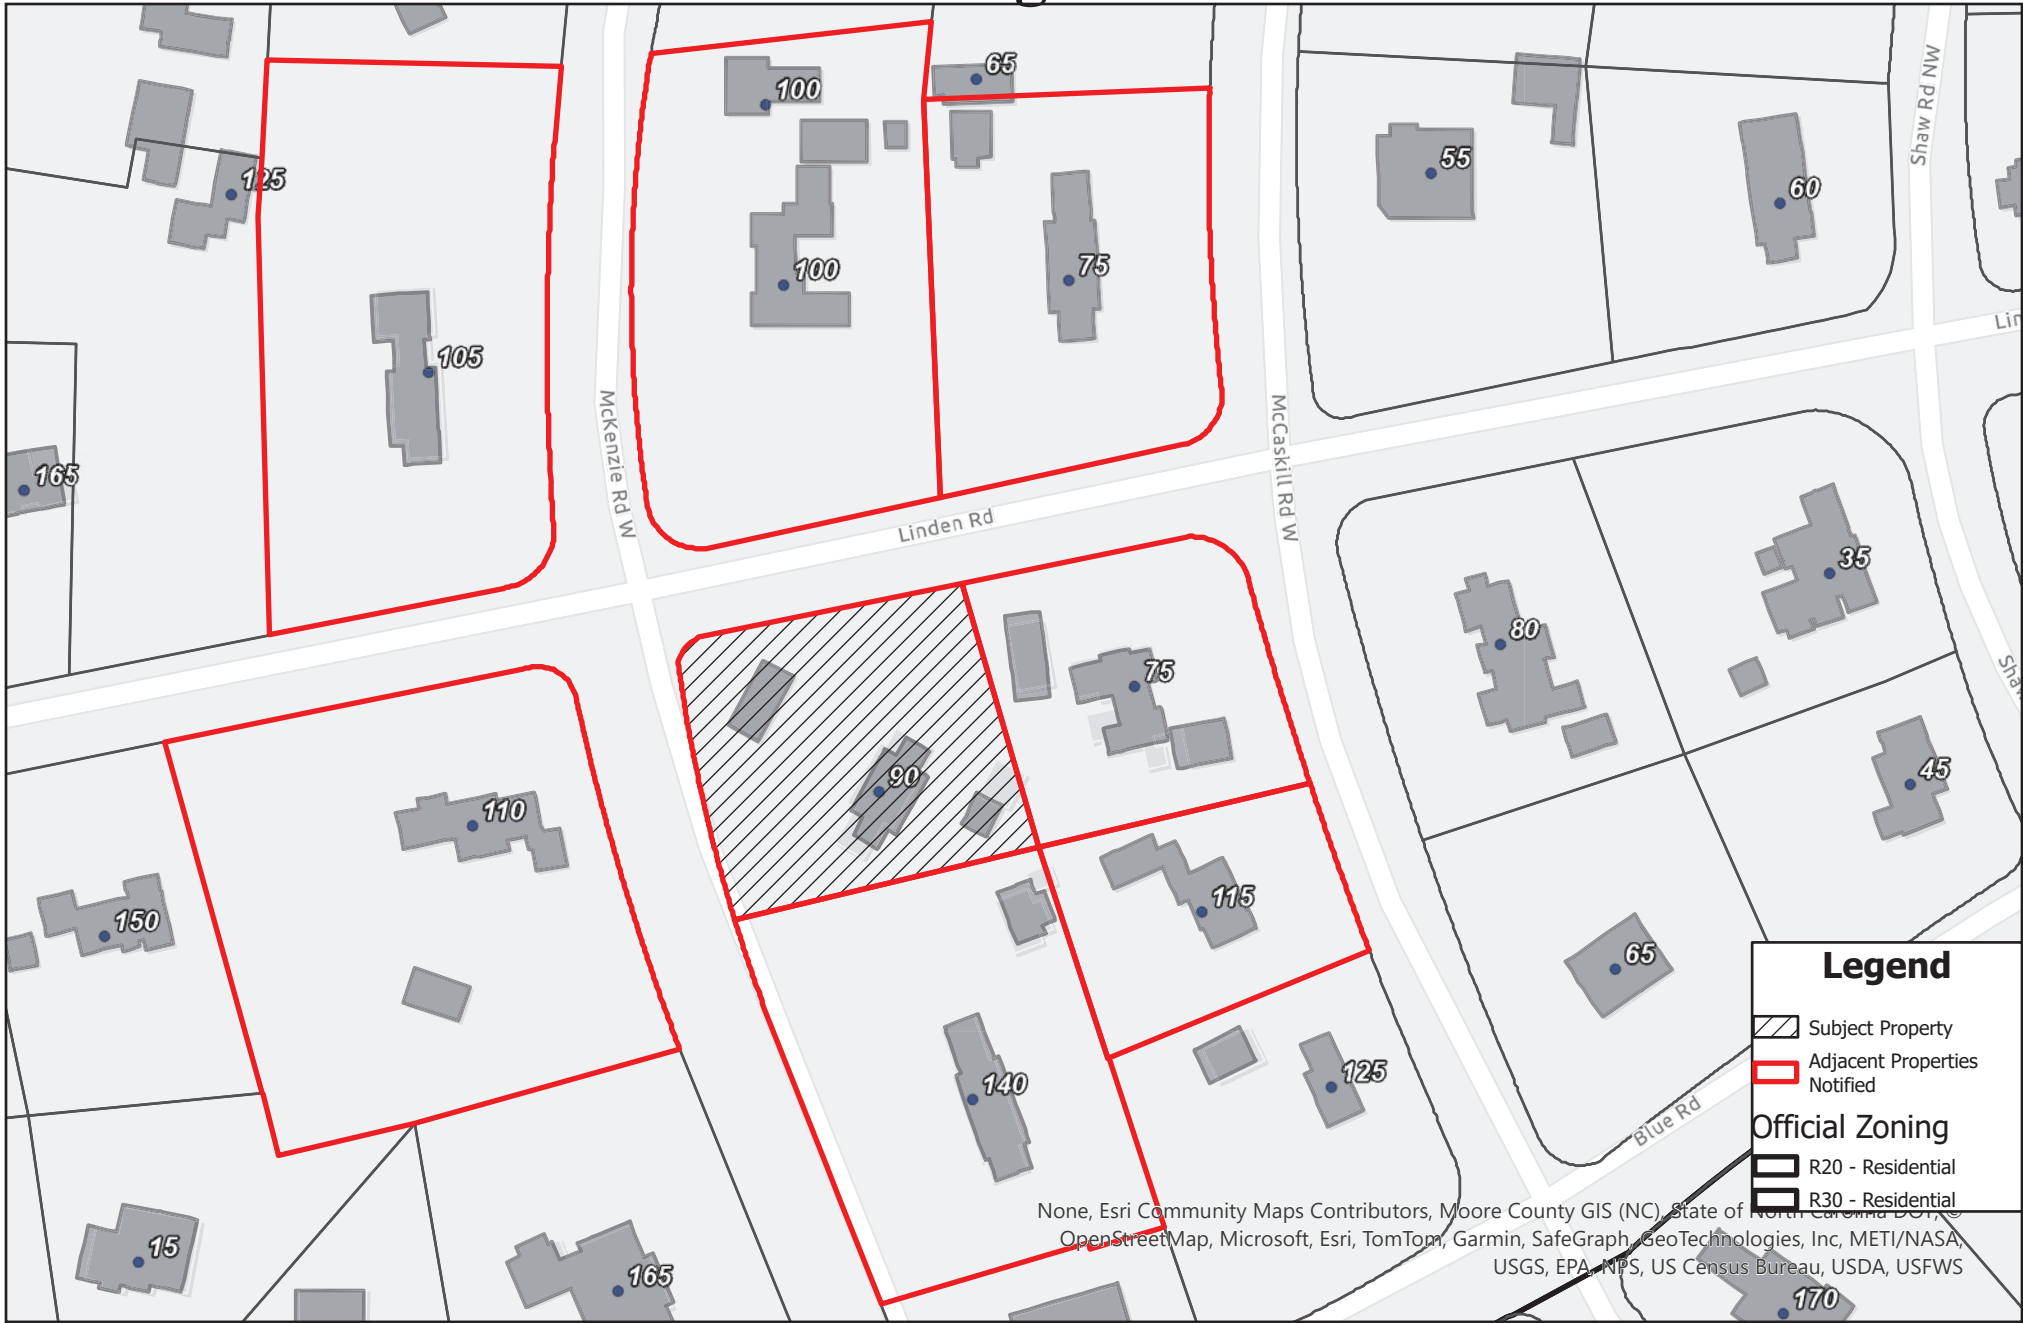 65
100
Shaw Rd NW
55
125
60
100
75
Lin
105
McKenzie Rd W
McCaskill Rd W
165
Linden Rd
35
80
75
Sha
90
45
110
115
150
65
Legend
Subject Property
Adjacent Properties
Notified
Official Zoning
R20 - Residential
R30 - Residential
140
125
Blue Rd
None, Esri Community Maps Contributors, Moore County GIS (NC), State of North Carolina DOT, ©
OpenStreetMap, Microsoft, Esri, TomTom, Garmin, SafeGraph, GeoTechnologies, Inc, METI/NASA,
USGS, EPA, NPS, US Census Bureau, USDA, USFWS
15
165
170